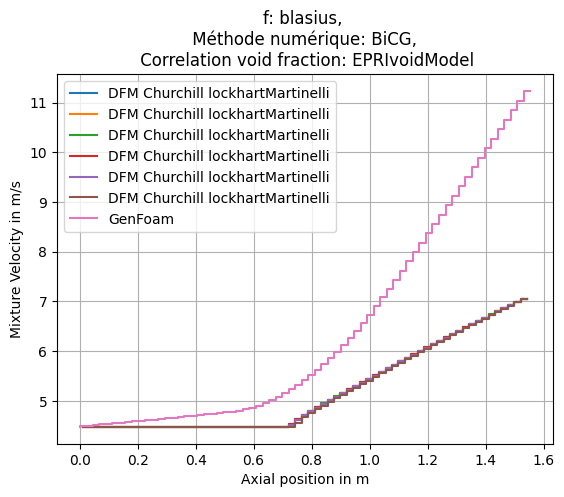 f: blasius,
Méthode numérique: BiCG,
Correlation void fraction: EPRIvoidModel
DFM Churchill lockhartMartinelli
DFM Churchill lockhartMartinelli
DFM Churchill lockhartMartinelli
DFM Churchill lockhartMartinelli
DFM Churchill lockhartMartinelli
DFM Churchill lockhartMartinelli
GenFoam
Mixture Velocity in m/s
11
10
9
8
7
6
5
0.0 0.2 0.4 0.6 0.8 1.0 1.2 1.4 1.6
Axial position in m